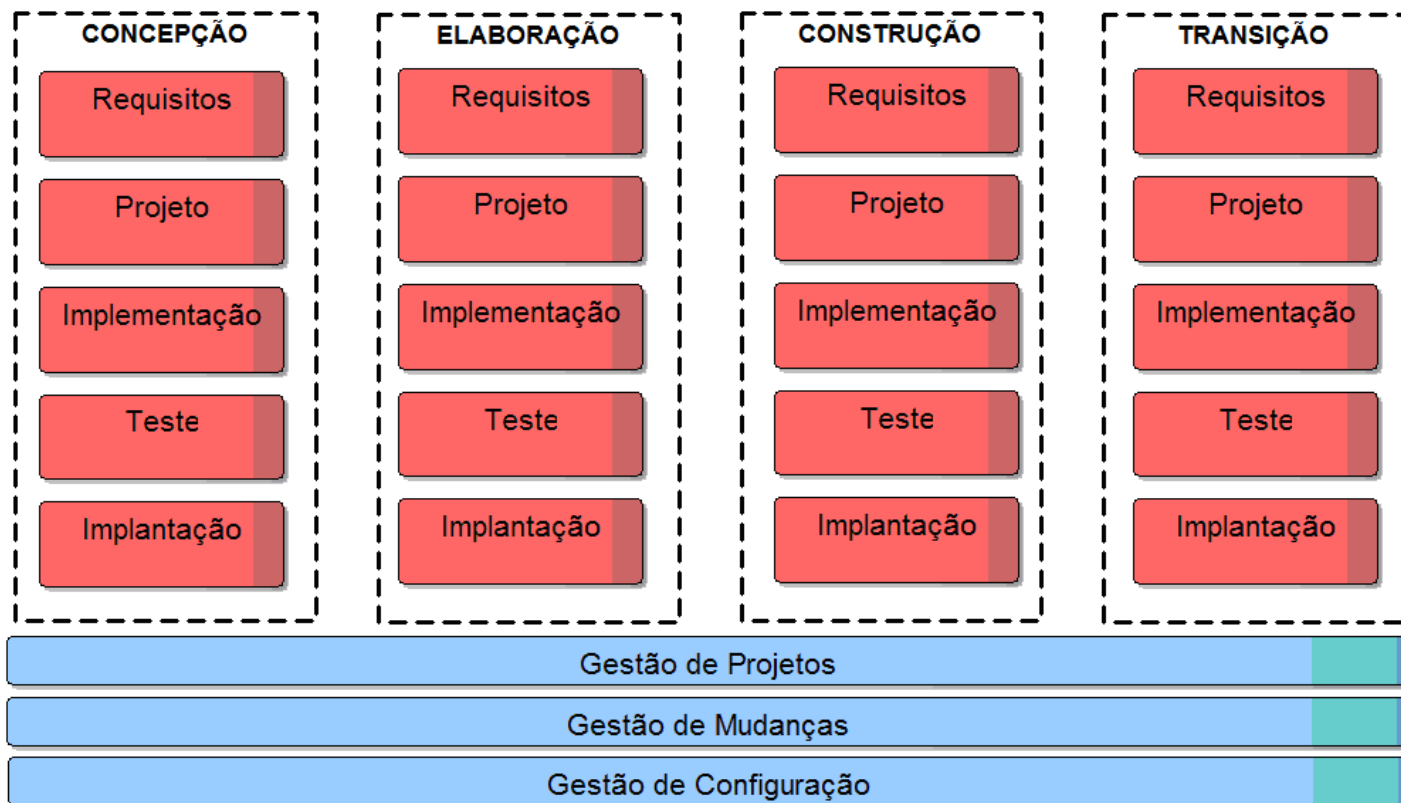 CONCEPÇÃO
Requisitos
Projeto
Implementação
Teste
Implantação
ELABORAÇÃO
Requisitos
Projeto
Implementação
Teste
Implantação
CONSTRUÇÃO
Requisitos
Projeto
Implementação
Teste
Implantação
TRANSIÇÃO
Requisitos
Projeto
Implementação
Teste
Implantação
Gestão de Projetos
Gestão de Mudanças
Gestão de Configuração